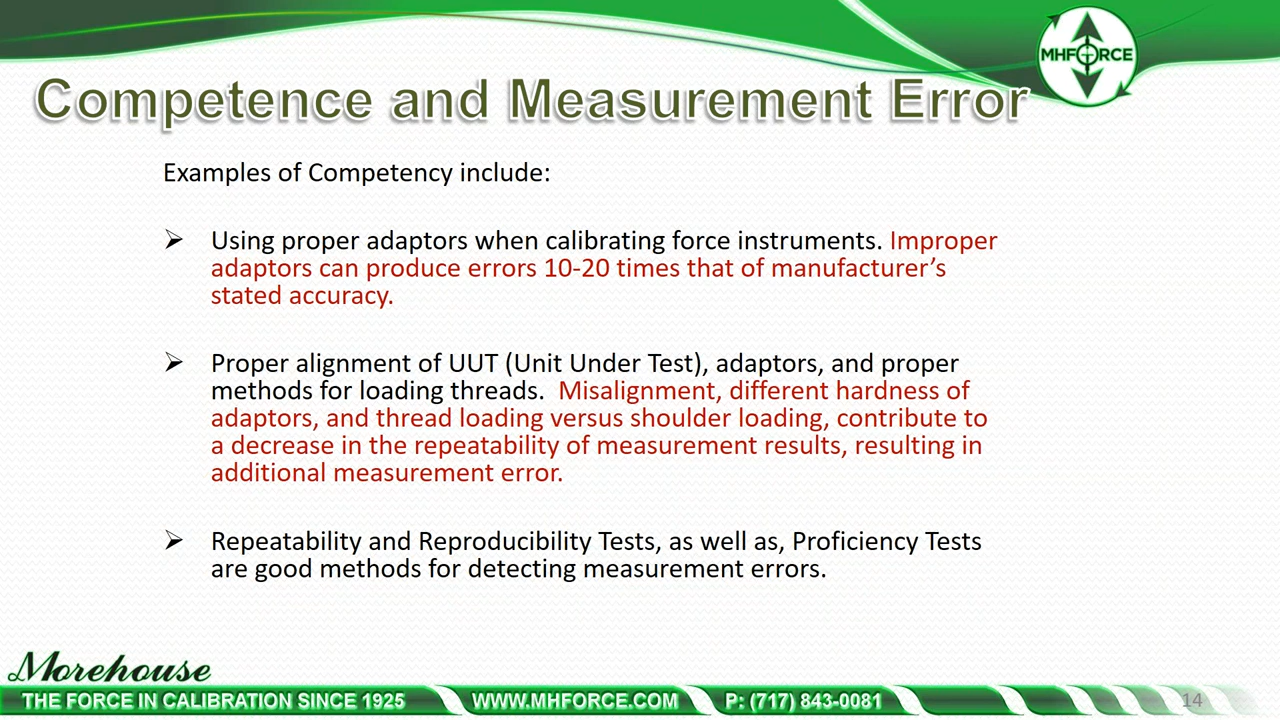 MHFORCE
Competence and Measurement Error
Examples of Competency include:
Using proper adaptors when calibrating force instruments. Improper
adaptors can produce errors 10-20 times that of manufacturer’s
stated accuracy.
Proper alignment of UUT (Unit Under Test), adaptors, and proper
methods for loading threads.  Misalignment, different hardness of
adaptors, and thread loading versus shoulder loading, contribute to
a decrease in the repeatability of measurement results, resulting in
additional measurement error.
Repeatability and Reproducibility Tests, as well as, Proficiency Tests
are good methods for detecting measurement errors.
Morehouse
THE FORCE IN CALIBRATION SINCE 1925 WWW.MHFORCE.COM P: (717) 843-0081 14